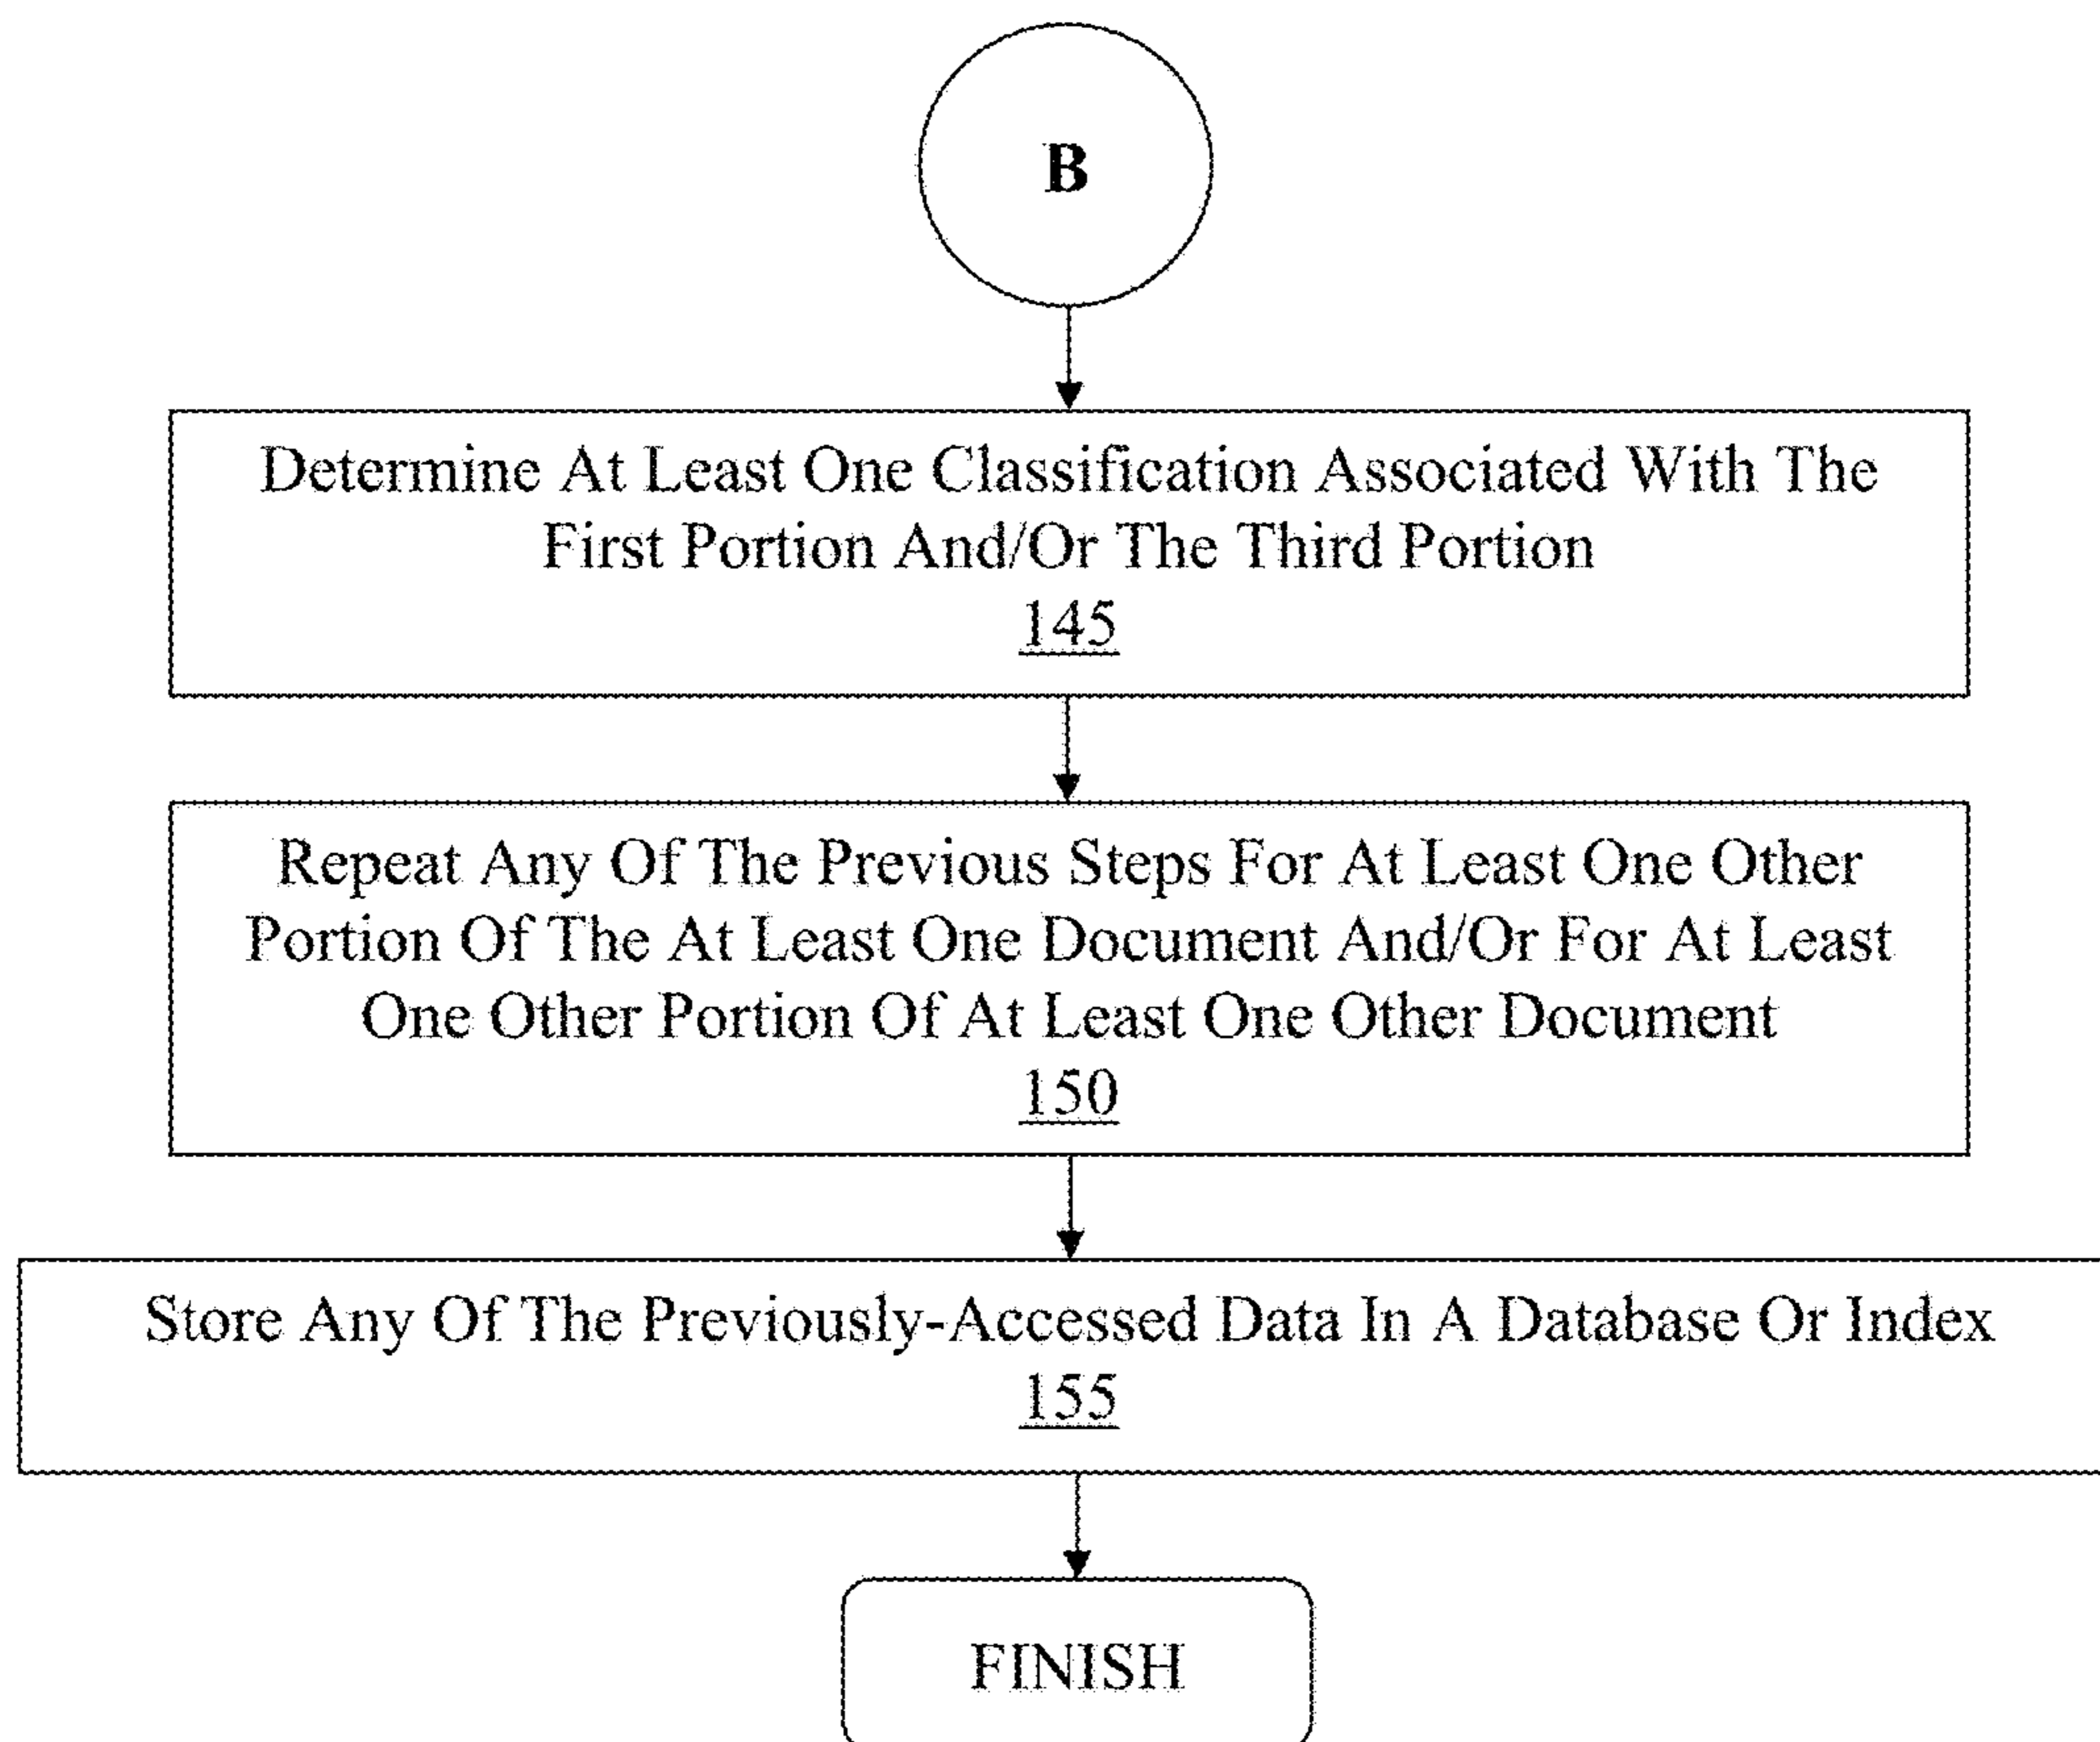 B
Determine At Least One Classification Associated With The
First Portion And/Or The Third Portion
145
Repeat Any Of The Previous Steps For At Least One Other
Portion Of The At Least One Document And/Or For At Least
One Other Portion Of At Least One Other Document
150
Store Any Of The Previously-Accessed Data In A Database Or Index
155
FINISH